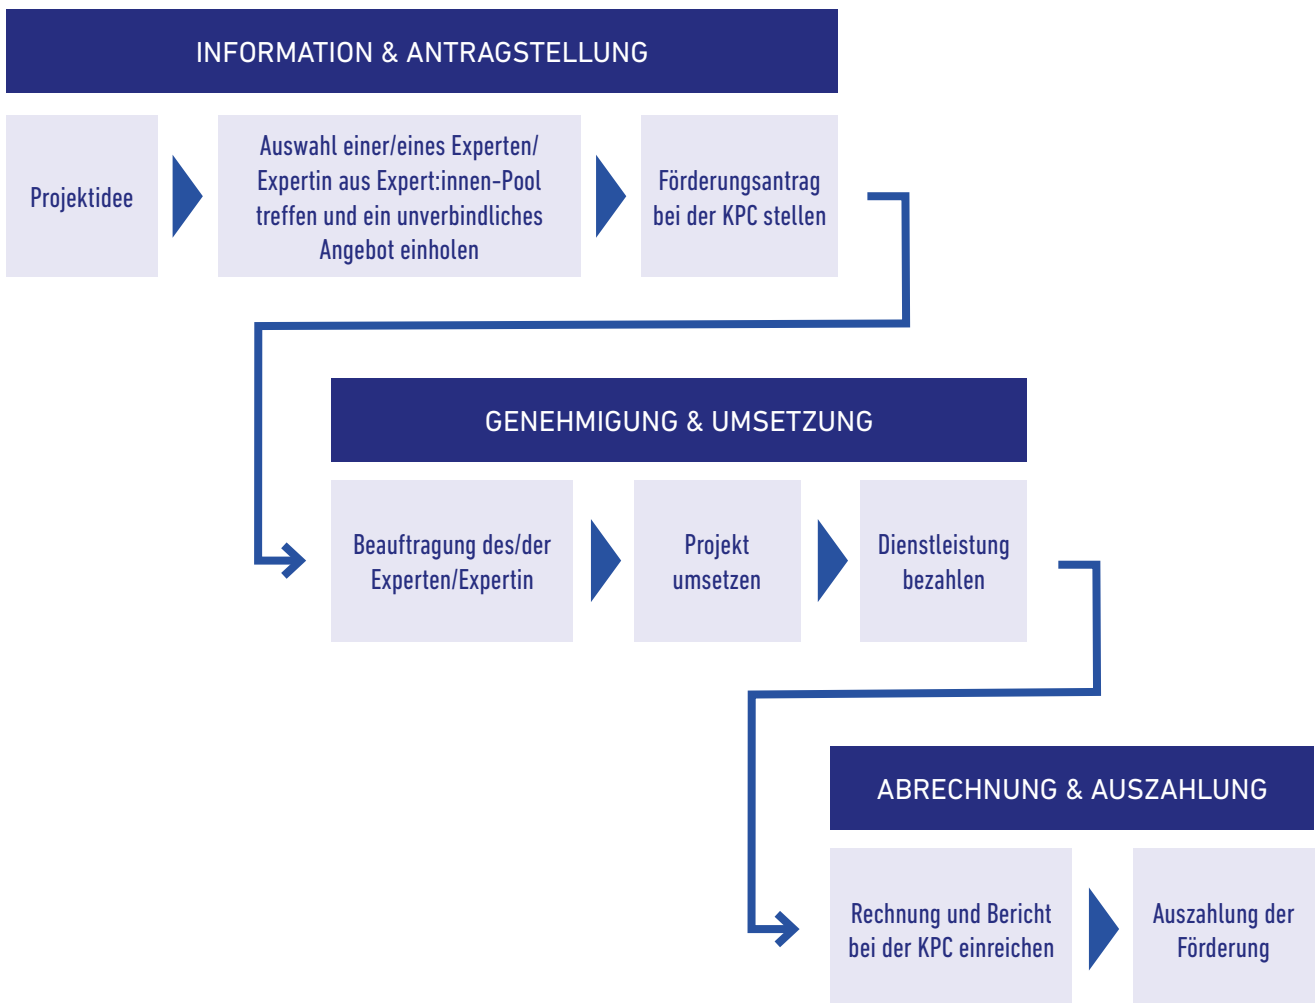 INFORMATION & ANTRAGSTELLUNG
Projektidee
Auswahl einer/eines Experten/
Expertin aus Expert:innen-Pool
treffen und ein unverbindliches
Angebot einholen
Förderungsantrag
bei der KPC stellen
GENEHMIGUNG & UMSETZUNG
Beauftragung des/der
Experten/Expertin
Projekt
umsetzen
Dienstleistung
bezahlen
ABRECHNUNG & AUSZAHLUNG
Rechnung und Bericht
bei der KPC einreichen
Auszahlung der
Förderung